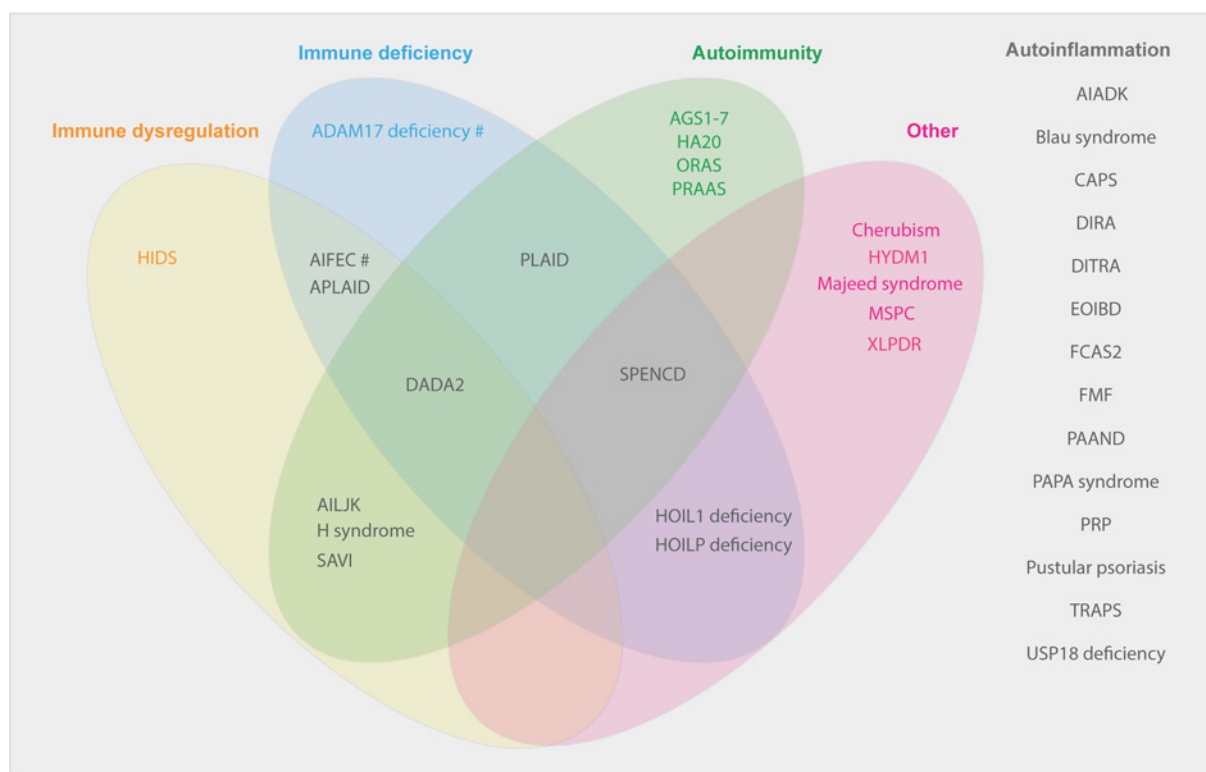 Immune deficiency
Autoimmunity
Autoinflammation
Immune dysregulation
Other
ADAM17 deficiency #
AGS1-7
HA20
ORAS
PRAAS
HIDS
AIFEC #
APLAID
PLAID
Cherubism
HYDM1
Majeed syndrome
MSPC
XLPDR
DADA2
SPENCD
AILJK
H syndrome
SAVI
HOIL1 deficiency
HOILP deficiency
AIADK
Blau syndrome
CAPS
DIRA
DITRA
EOIBD
FCAS2
FMF
PAAND
PAPA syndrome
PRP
Pustular psoriasis
TRAPS
USP18 deficiency